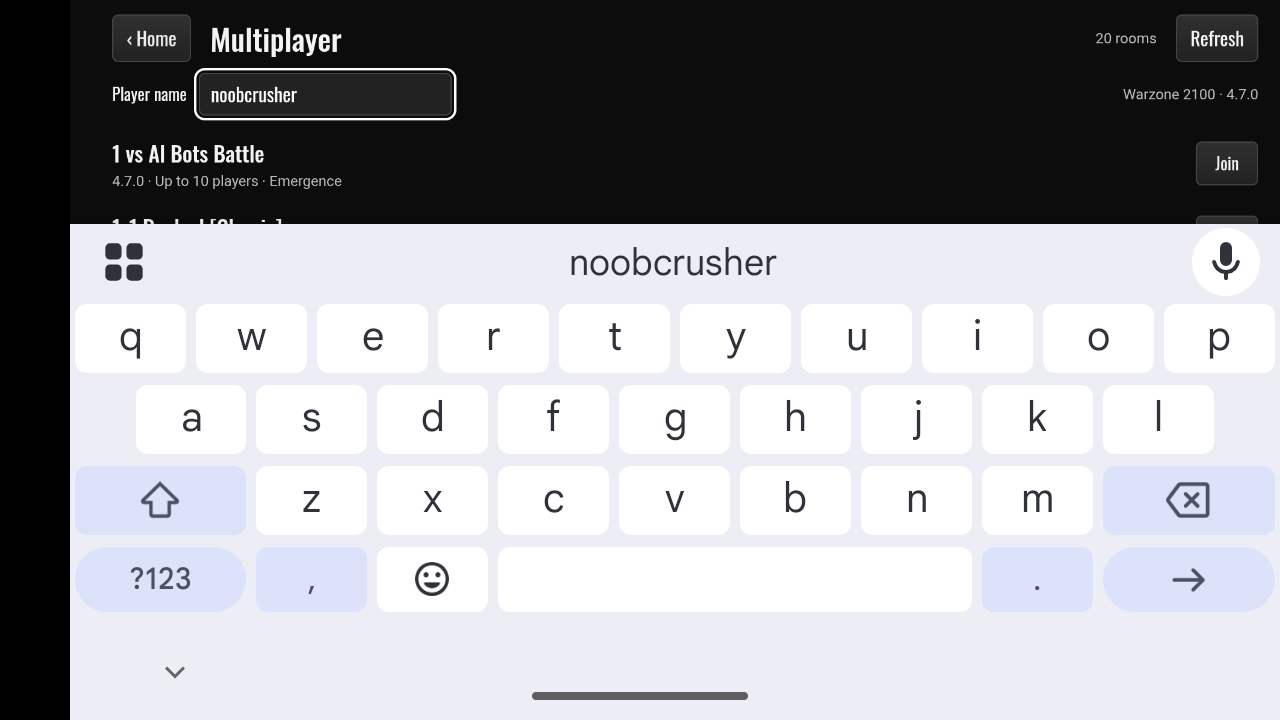 ‹ Home
Multiplayer
20 rooms
Refresh
Player name
noobcrusher
Warzone 2100 · 4.7.0
1 vs AI Bots Battle
4.7.0 · Up to 10 players · Emergence
Join
noobcrusher
q w e r t y u i o p
a s d f g h j k l
z x c v b n m
?123 , .